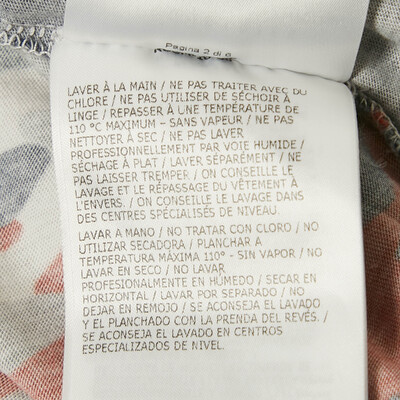 Pagina 2 di 6
LAVER À LA MAIN / NE PAS TRAITER AVEC DU
CHLORE / NE PAS UTILISER DE SÉCHOIR À
LINGE / REPASSER À UNE TEMPÉRATURE DE
110 °C MAXIMUM – SANS VAPEUR / NE PAS
NETTOYER À SEC / NE PAS LAVER
PROFESSIONNELLEMENT PAR VOIE HUMIDE /
SÉCHAGE À PLAT / LAVER SÉPARÉMENT / NE
PAS LAISSER TREMPER / ON CONSEILLE LE
LAVAGE ET LE RÉPASSAGE DU VÊTEMENT À
L'ENVERS. / ON CONSEILLE LE LAVAGE DANS
DES CENTRES SPÉCIALISÉS DE NIVEAU.
LAVAR A MANO / NO TRATAR CON CLORO / NO
UTILIZAR SECADORA / PLANCHAR A
TEMPERATURA MÁXIMA 110° - SIN VAPOR / NO
LAVAR EN SECO / NO LAVAR
PROFESIONALMENTE EN HÚMEDO / SECAR EN
HORIZONTAL / LAVAR POR SEPARADO / NO
DEJAR EN REMOJO / SE ACONSEJA EL LAVADO
Y EL PLANCHADO CON LA PRENDA DEL REVÉS. /
SE ACONSEJA EL LAVADO EN CENTROS
ESPECIALIZADOS DE NIVEL.